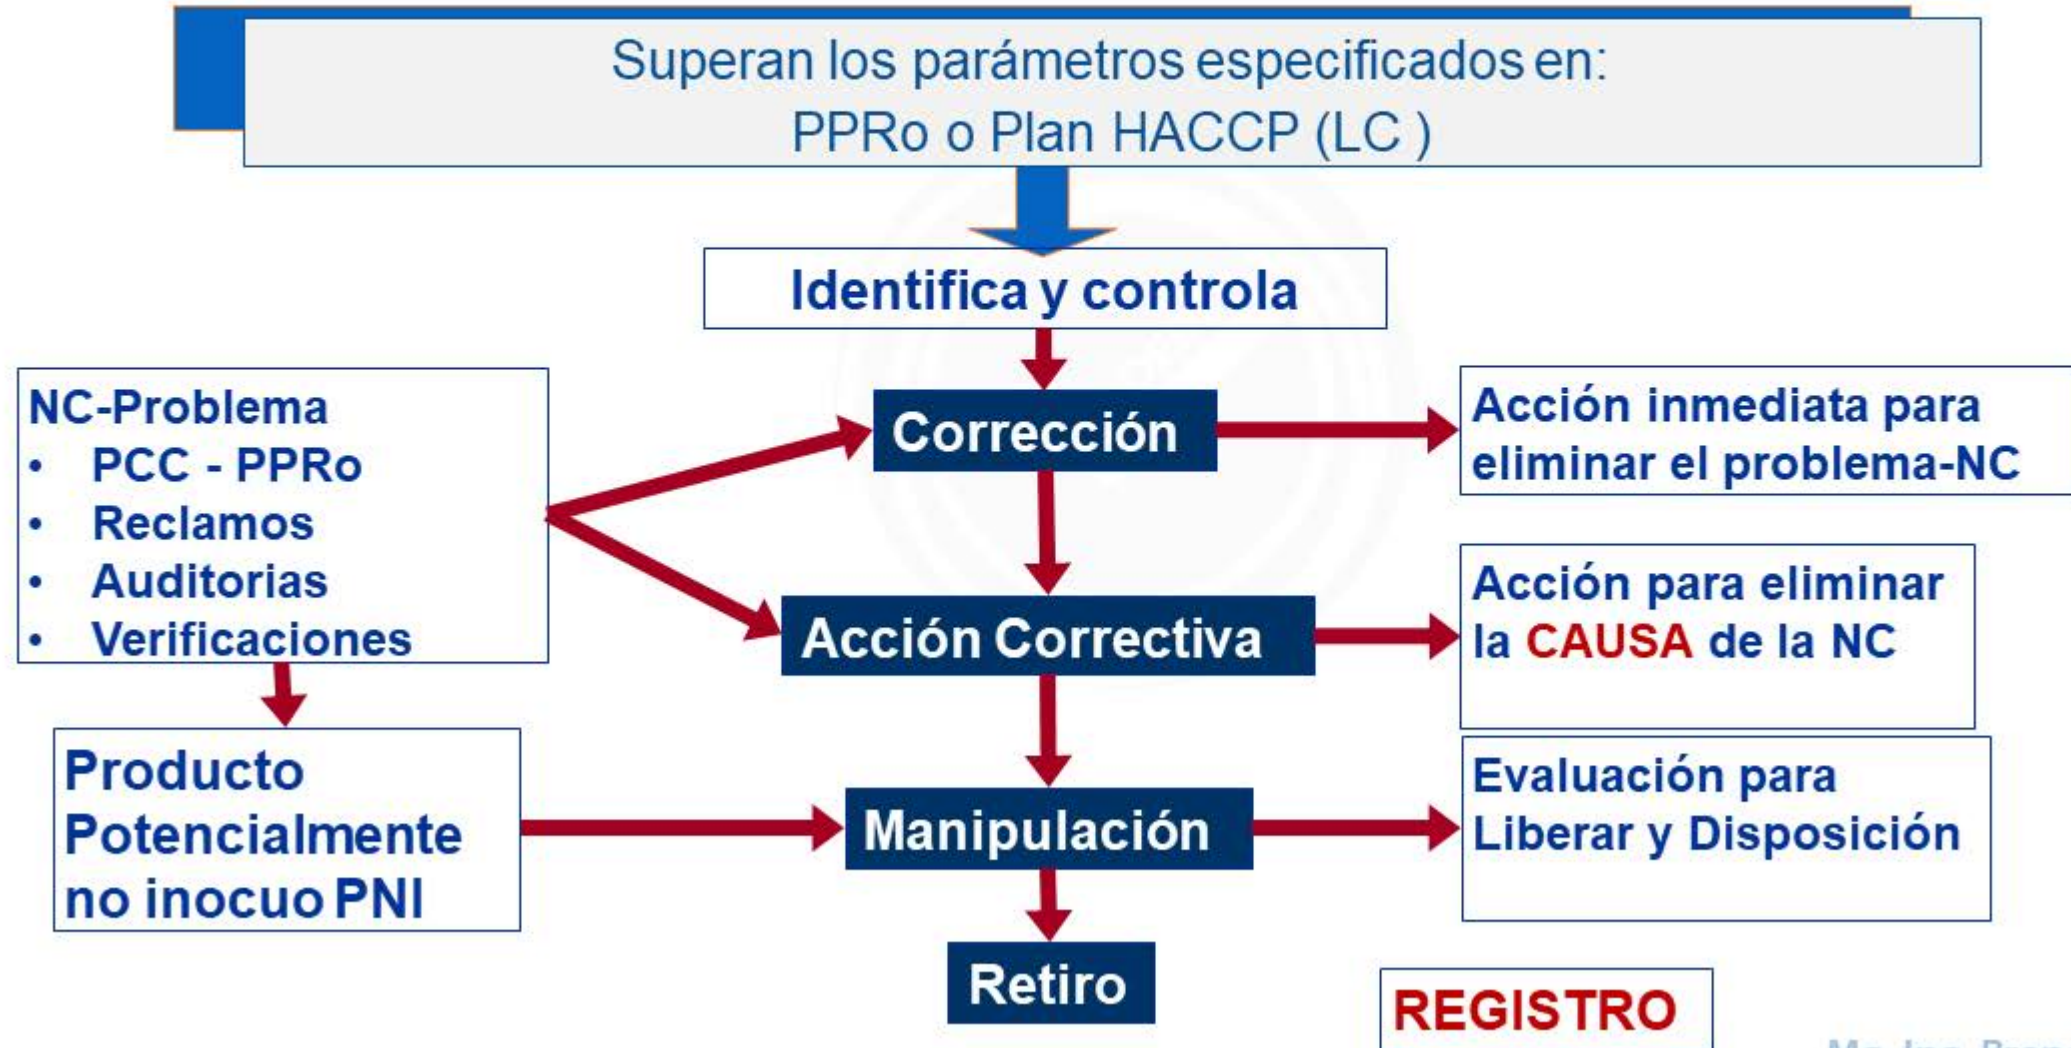 Superan los parámetros especificados en:
PPRo o Plan HACCP (LC )
Identifica y controla
NC-Problema
• PCC - PPRo
• Reclamos
• Auditorias
• Verificaciones
Corrección
Acción inmediata para
eliminar el problema-NC
Acción Correctiva
Acción para eliminar
la CAUSA de la NC
Producto
Potencialmente
no inocuo PNI
Manipulación
Evaluación para
Liberar y Disposición
Retiro
REGISTRO